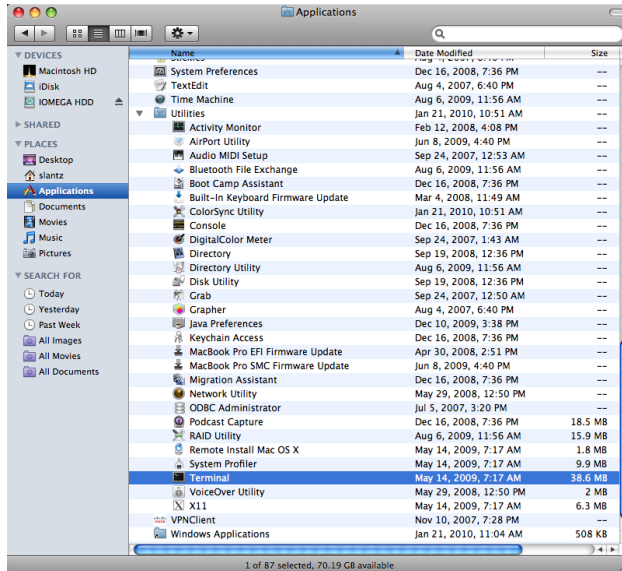 Applications
Name Date Modified Size
DEVICES
Macintosh HD
iDisk
IOMEGA HDD
SHARED
PLACES
Desktop
slantz
Applications
Documents
Movies
Music
Pictures
SEARCH FOR
Today
Yesterday
Past Week
All Images
All Movies
All Documents
System Preferences Dec 16, 2008, 7:36 PM --
TextEdit Aug 4, 2007, 6:40 PM --
Time Machine Aug 6, 2009, 11:56 AM --
Utilities Jan 21, 2010, 10:51 AM --
Activity Monitor Feb 12, 2008, 4:08 PM --
AirPort Utility Jun 8, 2009, 4:40 PM --
Audio MIDI Setup Sep 24, 2007, 12:53 AM --
Bluetooth File Exchange Aug 6, 2009, 11:56 AM --
Boot Camp Assistant Dec 16, 2008, 7:36 PM --
Built-In Keyboard Firmware Update Mar 4, 2008, 11:49 AM --
ColorSync Utility Jan 21, 2010, 10:51 AM --
Console Dec 16, 2008, 7:36 PM --
DigitalColor Meter Sep 24, 2007, 1:43 AM --
Directory Sep 19, 2008, 12:36 PM --
Directory Utility Aug 6, 2009, 11:56 AM --
Disk Utility Sep 19, 2008, 12:36 PM --
Grab Sep 24, 2007, 12:50 AM --
Grapher Aug 4, 2007, 6:40 PM --
Java Preferences Dec 10, 2009, 3:38 PM --
Keychain Access Dec 16, 2008, 7:36 PM --
MacBook Pro EFI Firmware Update Apr 30, 2008, 2:51 PM --
MacBook Pro SMC Firmware Update Jun 8, 2009, 4:40 PM --
Migration Assistant Dec 16, 2008, 7:36 PM --
Network Utility May 29, 2008, 12:50 PM --
ODBC Administrator Jul 5, 2007, 3:20 PM --
Podcast Capture Dec 16, 2008, 7:36 PM 18.5 MB
RAID Utility Aug 6, 2009, 11:56 AM 15.9 MB
Remote Install Mac OS X May 14, 2009, 7:17 AM 1.8 MB
System Profiler May 14, 2009, 7:17 AM 9.9 MB
Terminal May 14, 2009, 7:17 AM 38.6 MB
VoiceOver Utility May 29, 2008, 12:50 PM 2 MB
X11 May 14, 2009, 7:17 AM 6.3 MB
VPNClient Nov 10, 2007, 7:28 PM --
Windows Applications Jan 21, 2010, 11:04 AM 508 KB
1 of 87 selected, 70.19 GB available